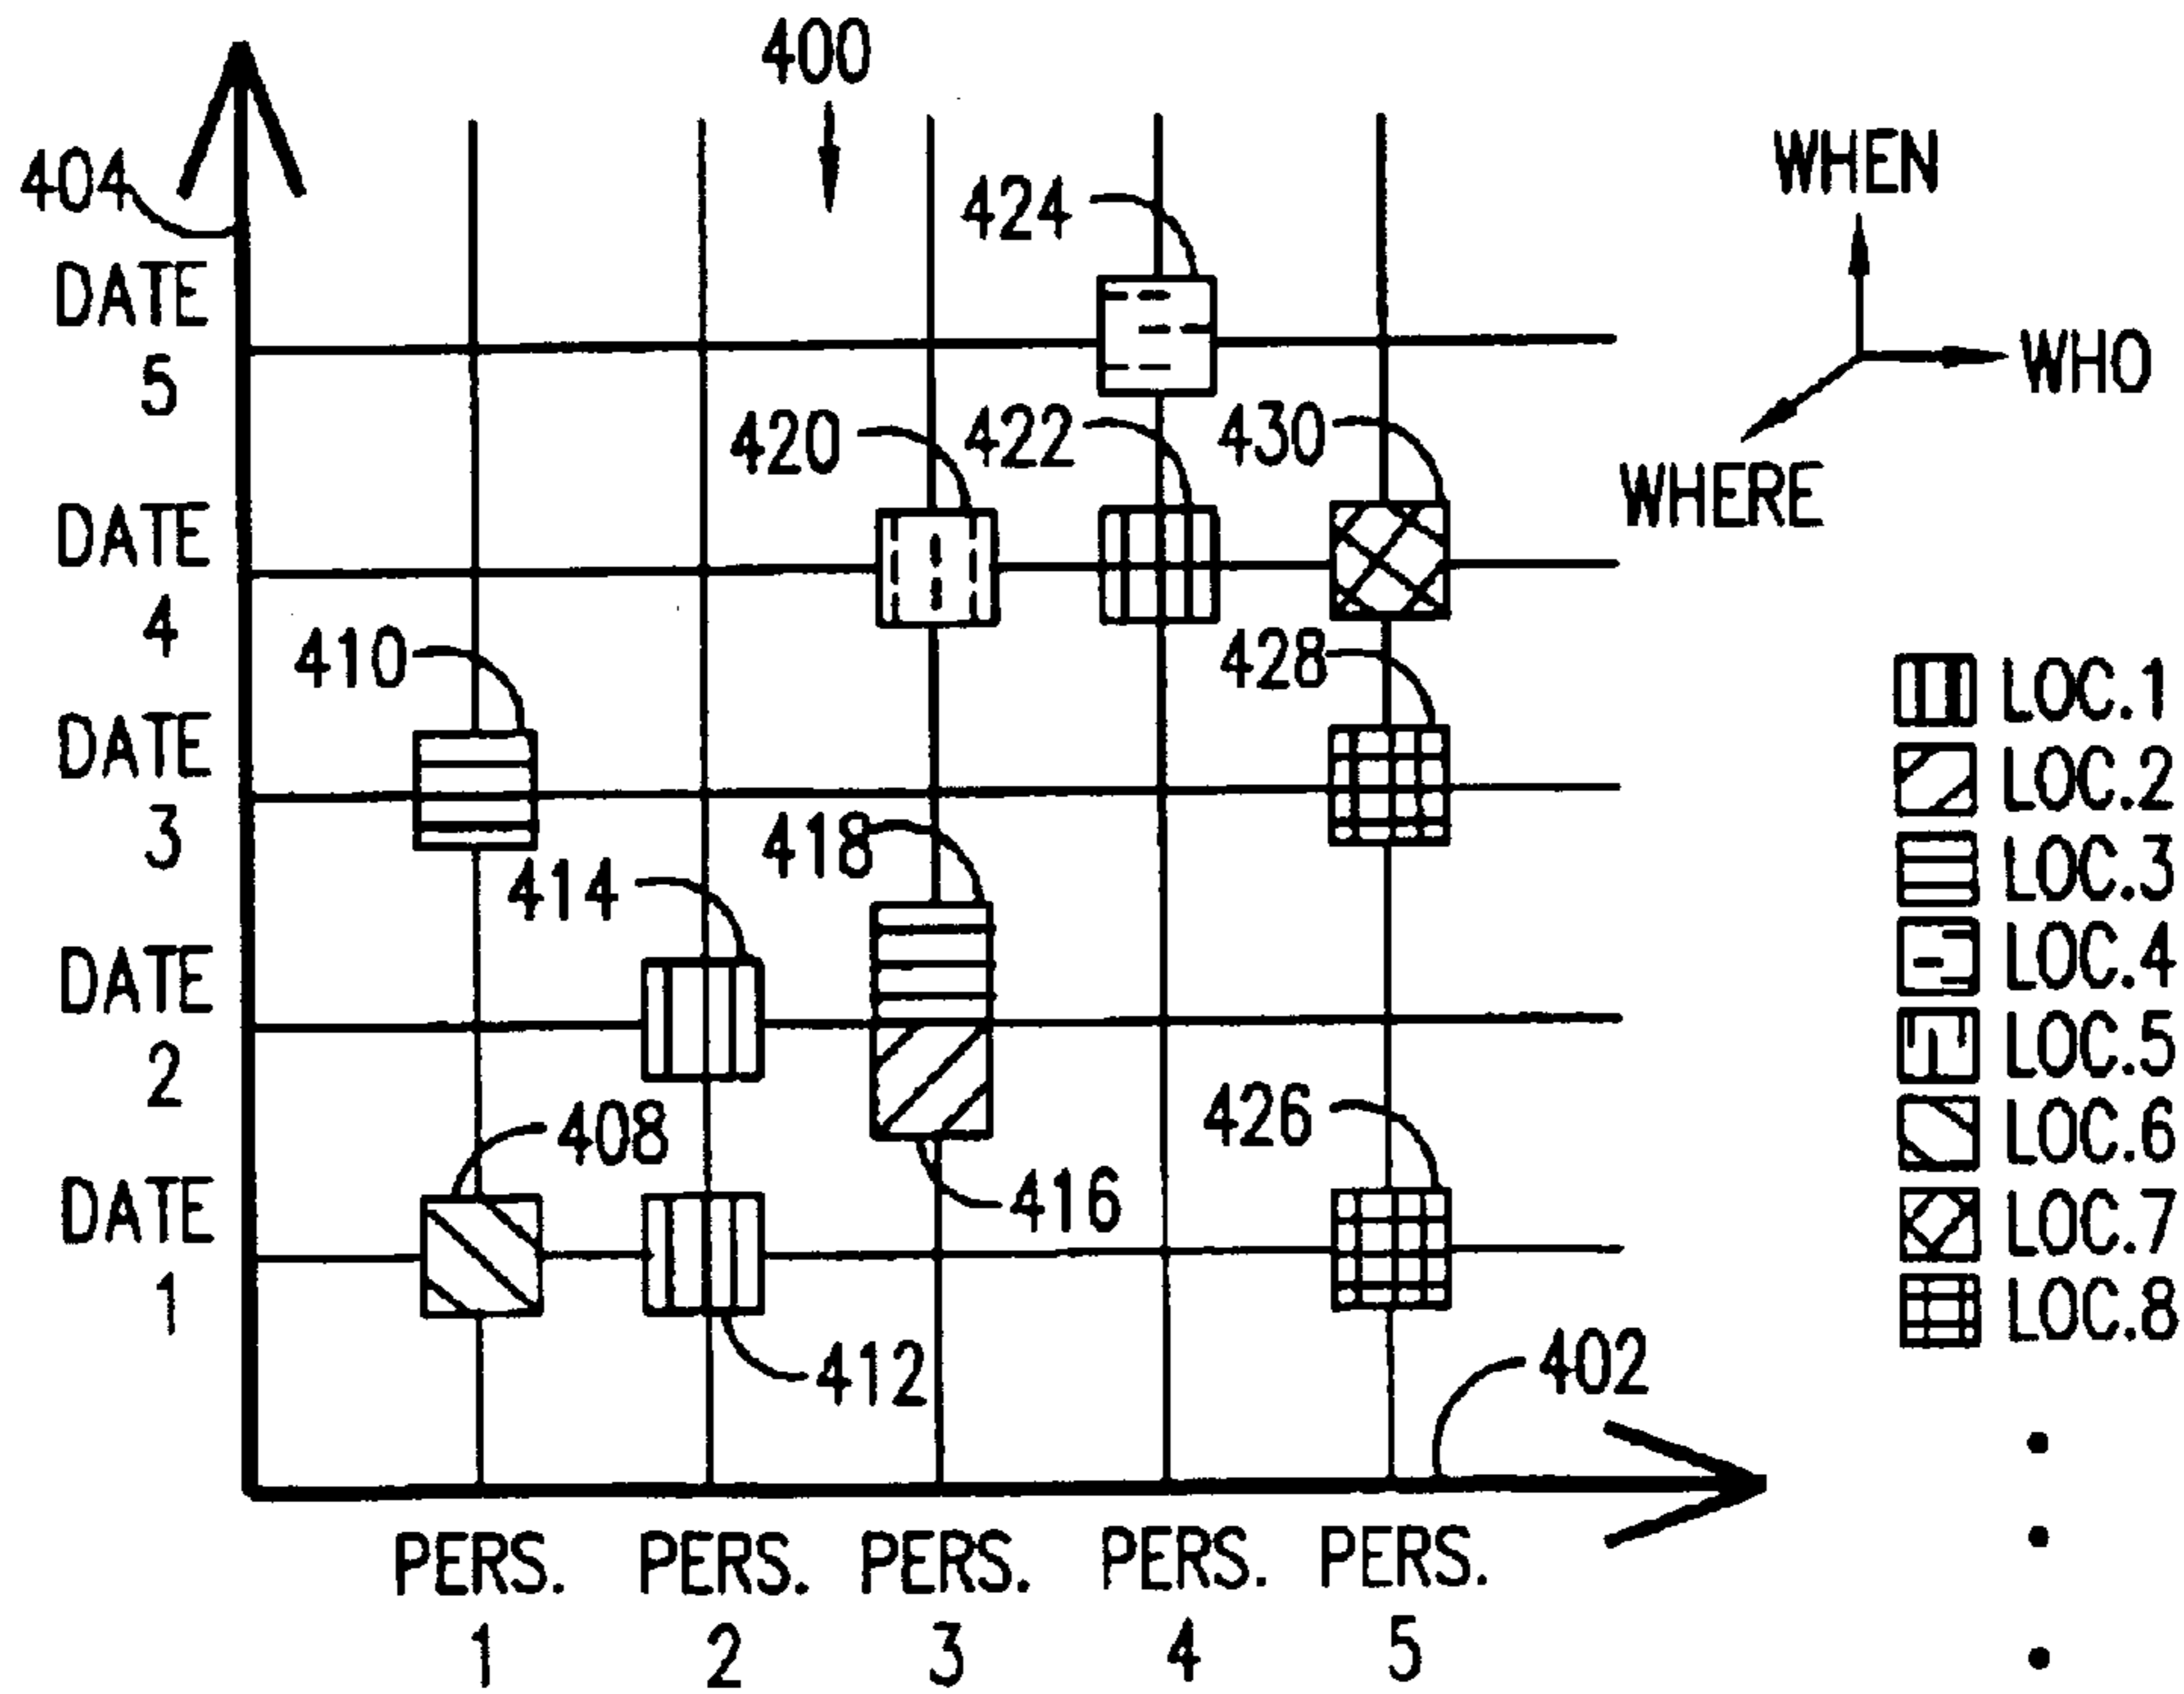 400
404
424
WHEN
DATE
5
WHO
420
422
430
WHERE
DATE
4
410
428
LOC.1
DATE
3
LOC.2
414
418
LOC.3
DATE
2
LOC.4
LOC.5
408
426
LOC.6
DATE
1
416
LOC.7
LOC.8
412
402
PERS.
1
PERS.
2
PERS.
3
PERS.
4
PERS.
5